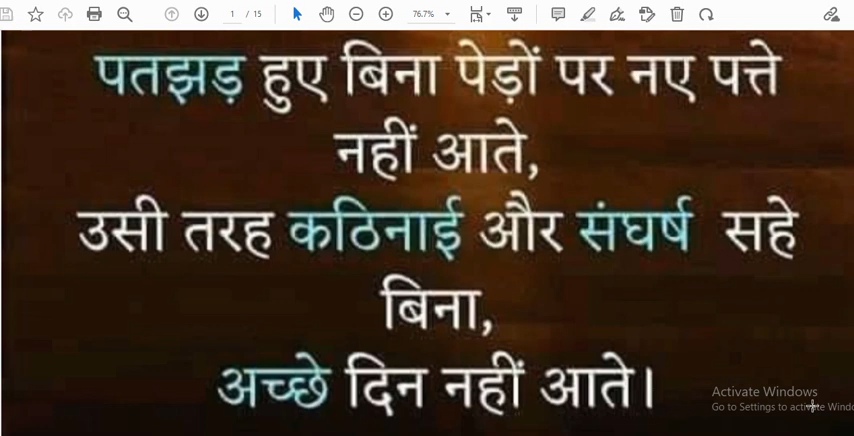 1 / 15
76.7%
पतझड़ हुए बिना पेड़ों पर नए पत्ते
नहीं आते,
उसी तरह कठिनाई और संघर्ष सहे
बिना,
अच्छे दिन नहीं आते।
Activate Windows
Go to Settings to activate Windo